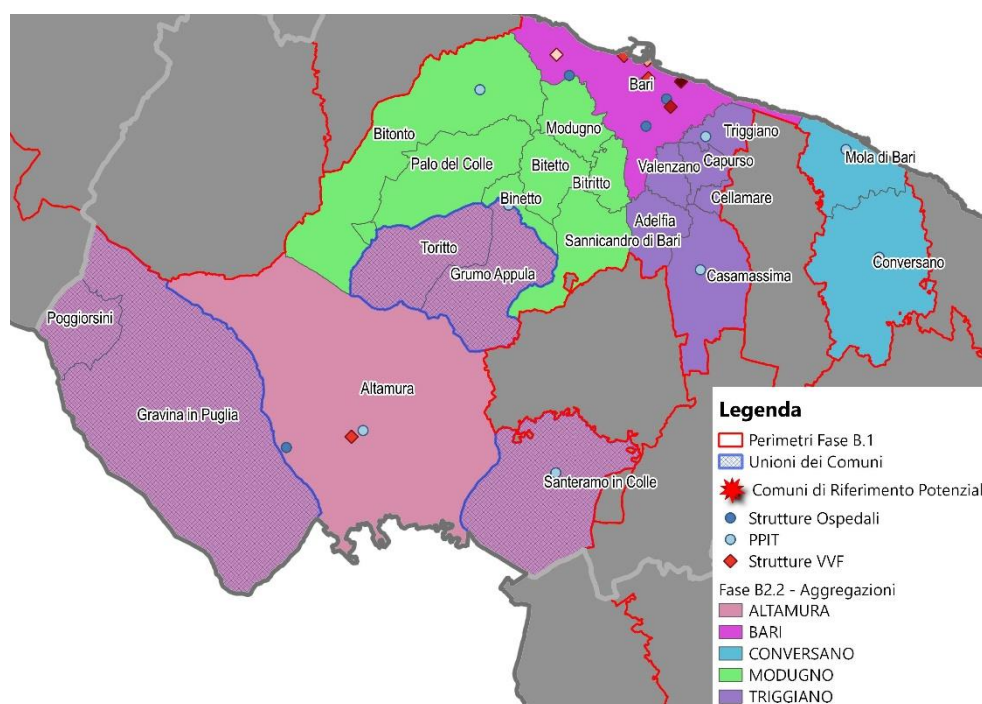 Bari
Bitonto
Modugno
Triggiano
Mola di Bari
Palo del Colle
Bitetto
Valenzano
Capurso
Bitritto
Binetto
Cellamare
Adelfia
Toritto
Sannicandro di Bari
Conversano
Grumo Appula
Casamassima
Poggiorsini
Altamura
Gravina in Puglia
Santeramo in Colle
Legenda
Perimetri Fase B.1
Unioni dei Comuni
Comuni di Riferimento Potenzial
Strutture Ospedali
PPIT
Strutture VVF
Fase B2.2 - Aggregazioni
ALTAMURA
BARI
CONVERSANO
MODUGNO
TRIGGIANO